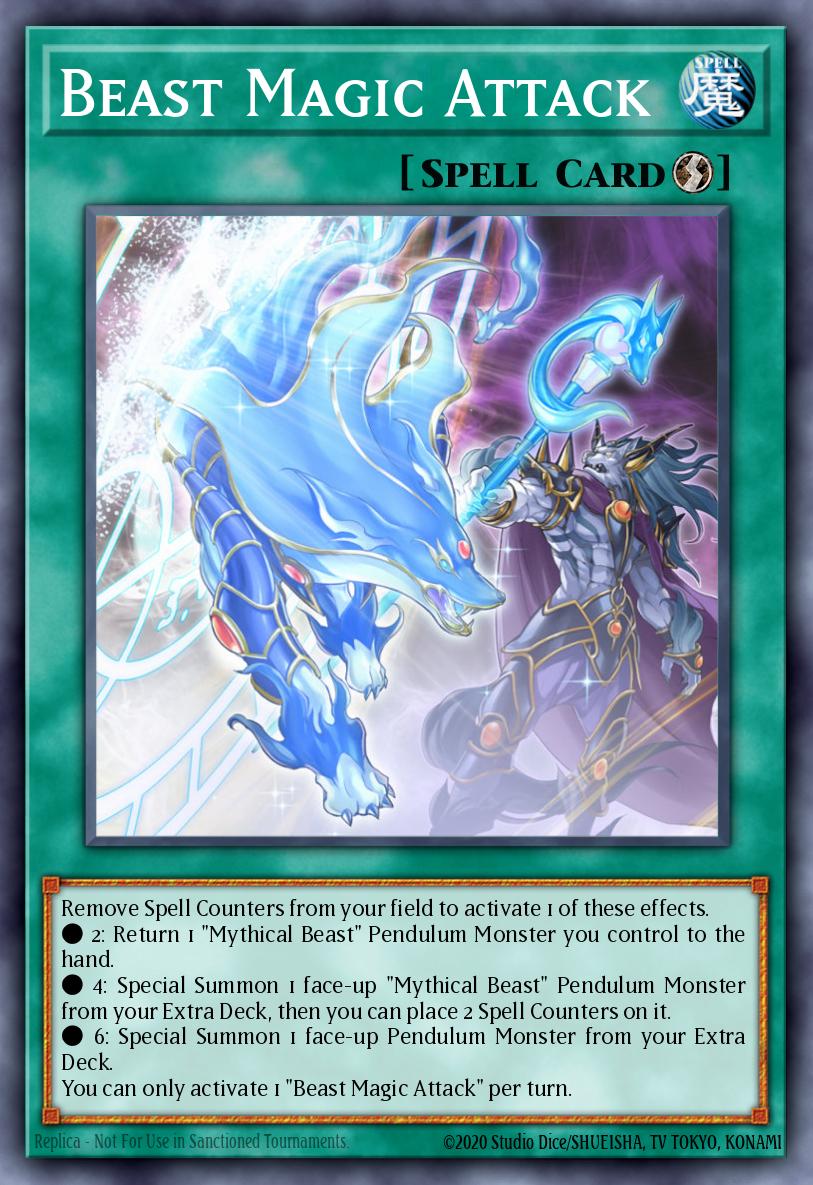 BEAST MAGIC ATTACK
SPELL
魔
[SPELL CARD]
Remove Spell Counters from your field to activate 1 of these effects.
● 2: Return 1 "Mythical Beast" Pendulum Monster you control to the
hand.
● 4: Special Summon 1 face-up "Mythical Beast" Pendulum Monster
from your Extra Deck, then you can place 2 Spell Counters on it.
● 6: Special Summon 1 face-up Pendulum Monster from your Extra
Deck.
You can only activate 1 "Beast Magic Attack" per turn.
Replica - Not For Use in Sanctioned Tournaments.
©2020 Studio Dice/SHUEISHA, TV TOKYO, KONAMI